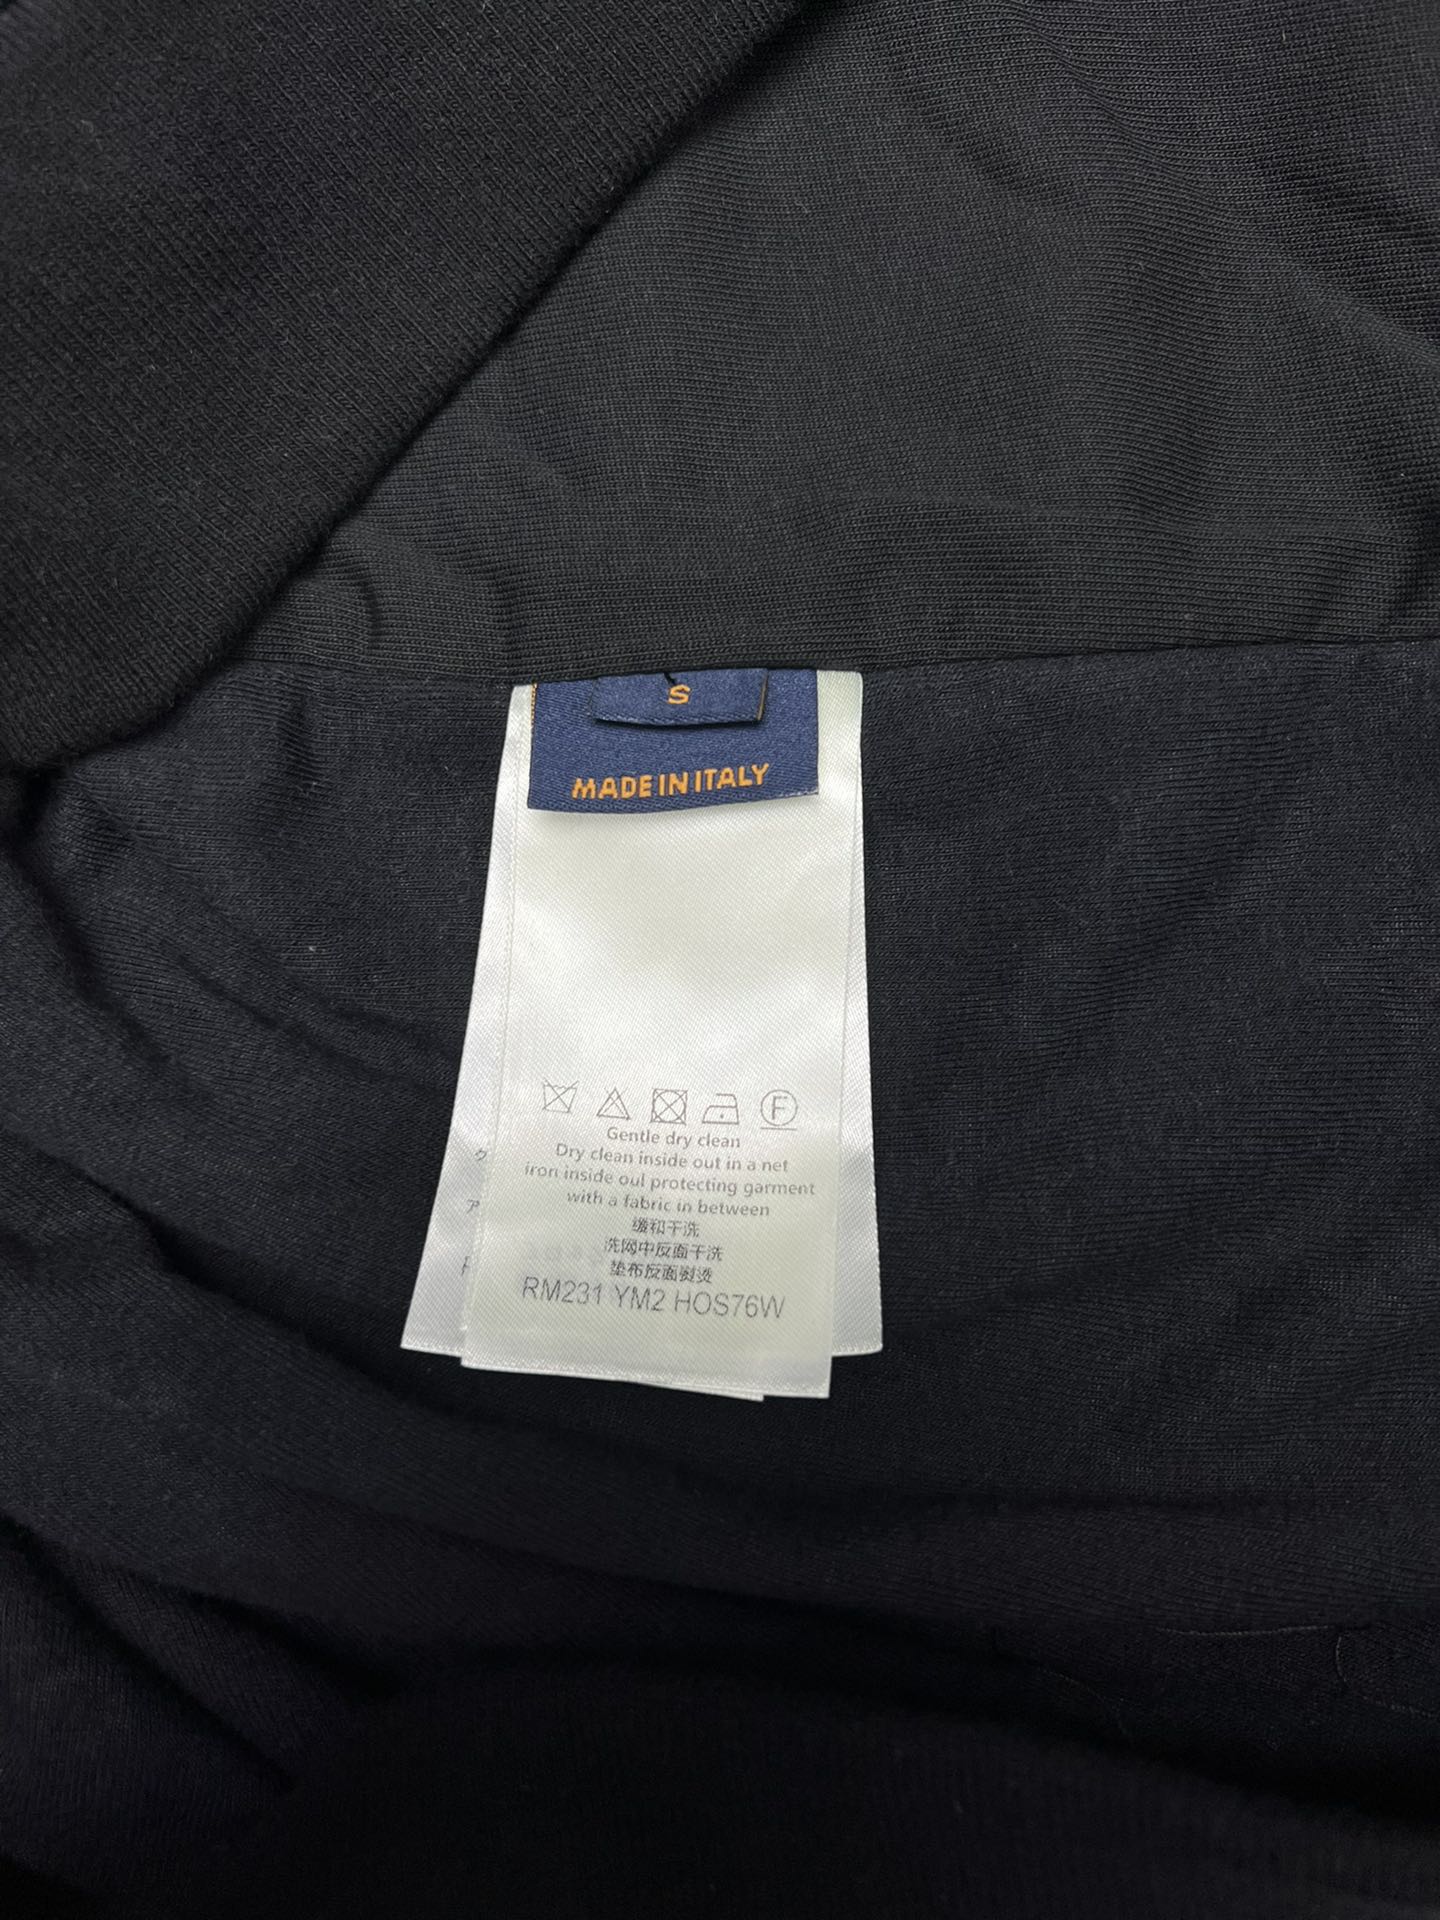 S
MADE IN ITALY
F
Gentle dry clean
Dry clean inside out in a net
iron inside oul protecting garment
with a fabric in between
缓和干洗
洗网中反面干洗
垫布反面熨烫
RM231 YM2 HOS76W
ク
ア